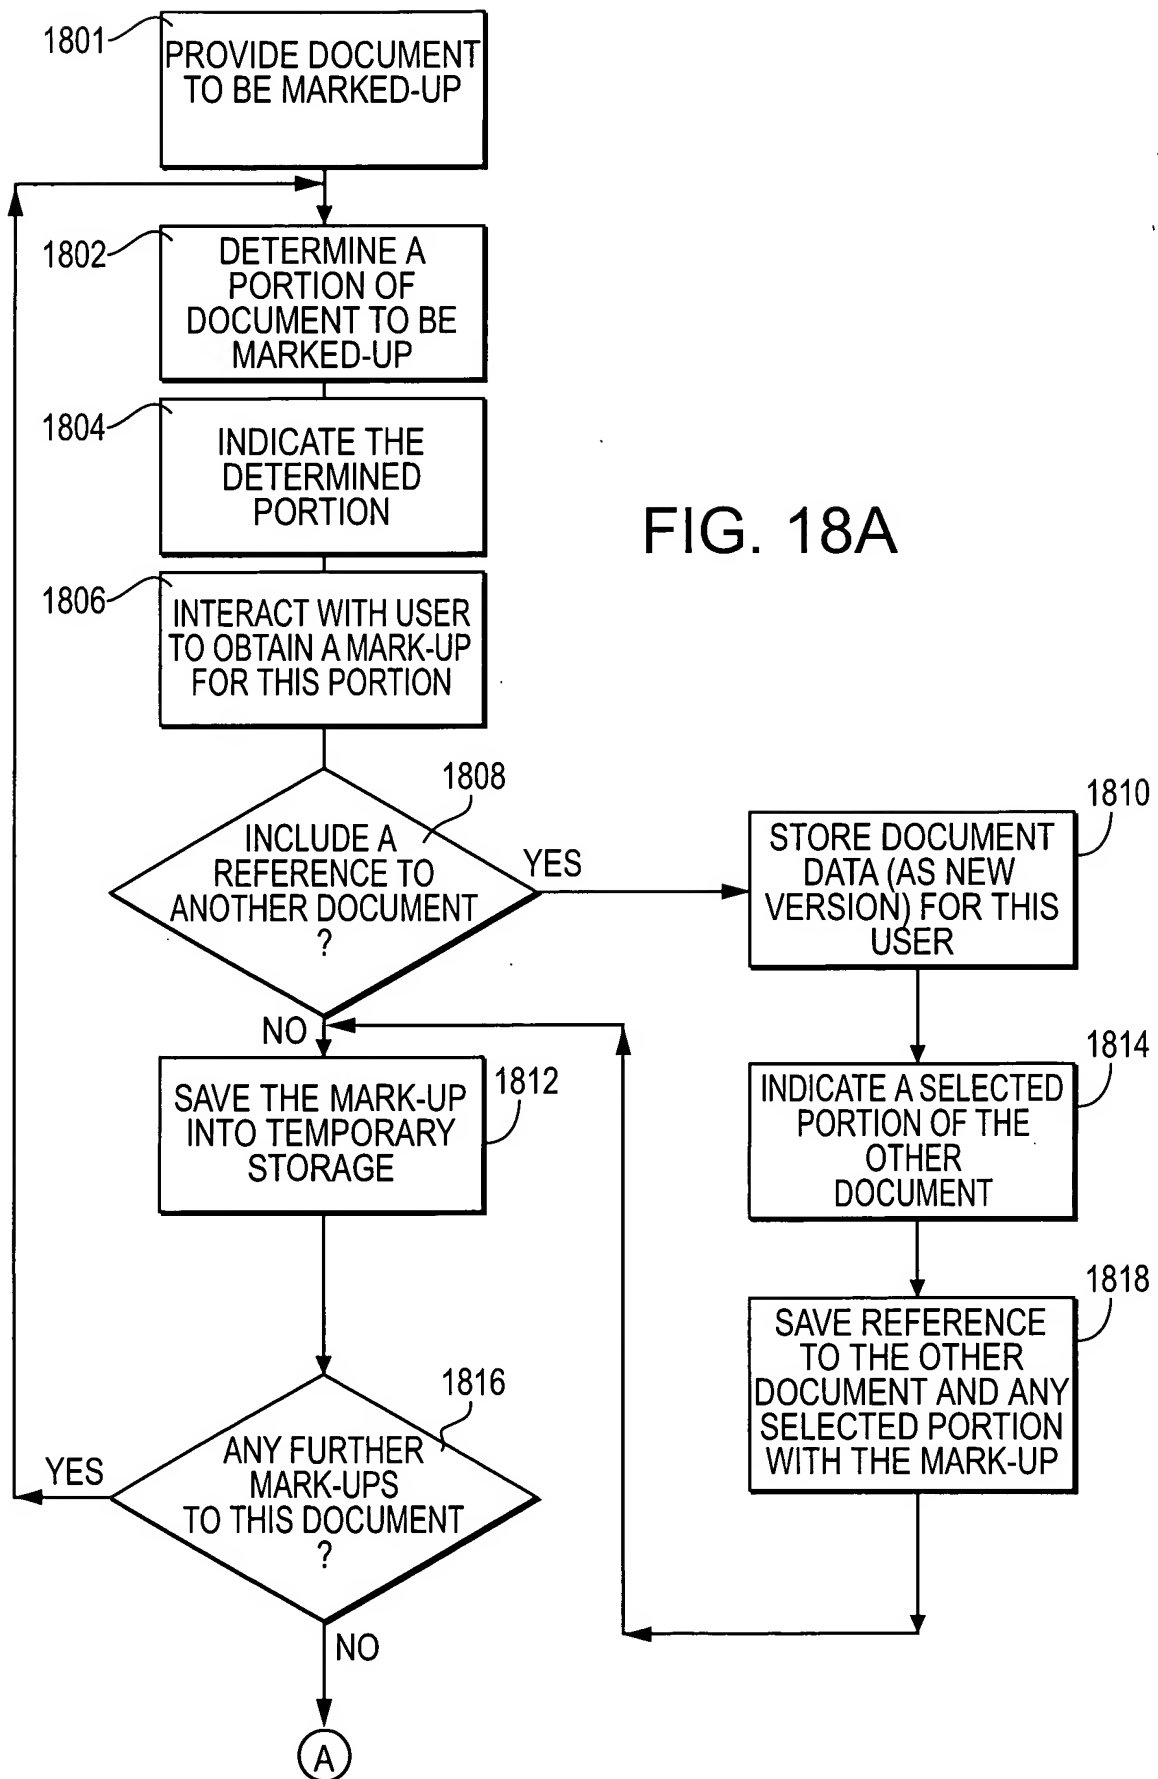 1801
PROVIDE DOCUMENT
TO BE MARKED-UP
1802
DETERMINE A
PORTION OF
DOCUMENT TO BE
MARKED-UP
1804
INDICATE THE
DETERMINED
PORTION
FIG. 18A
1806
INTERACT WITH USER
TO OBTAIN A MARK-UP
FOR THIS PORTION
1808
INCLUDE A
REFERENCE TO
ANOTHER DOCUMENT
?
YES
1810
STORE DOCUMENT
DATA (AS NEW
VERSION) FOR THIS
USER
NO
1812
SAVE THE MARK-UP
INTO TEMPORARY
STORAGE
1814
INDICATE A SELECTED
PORTION OF THE
OTHER
DOCUMENT
1818
SAVE REFERENCE
TO THE OTHER
DOCUMENT AND ANY
SELECTED PORTION
WITH THE MARK-UP
1816
ANY FURTHER
MARK-UPS
TO THIS DOCUMENT
?
YES
NO
A